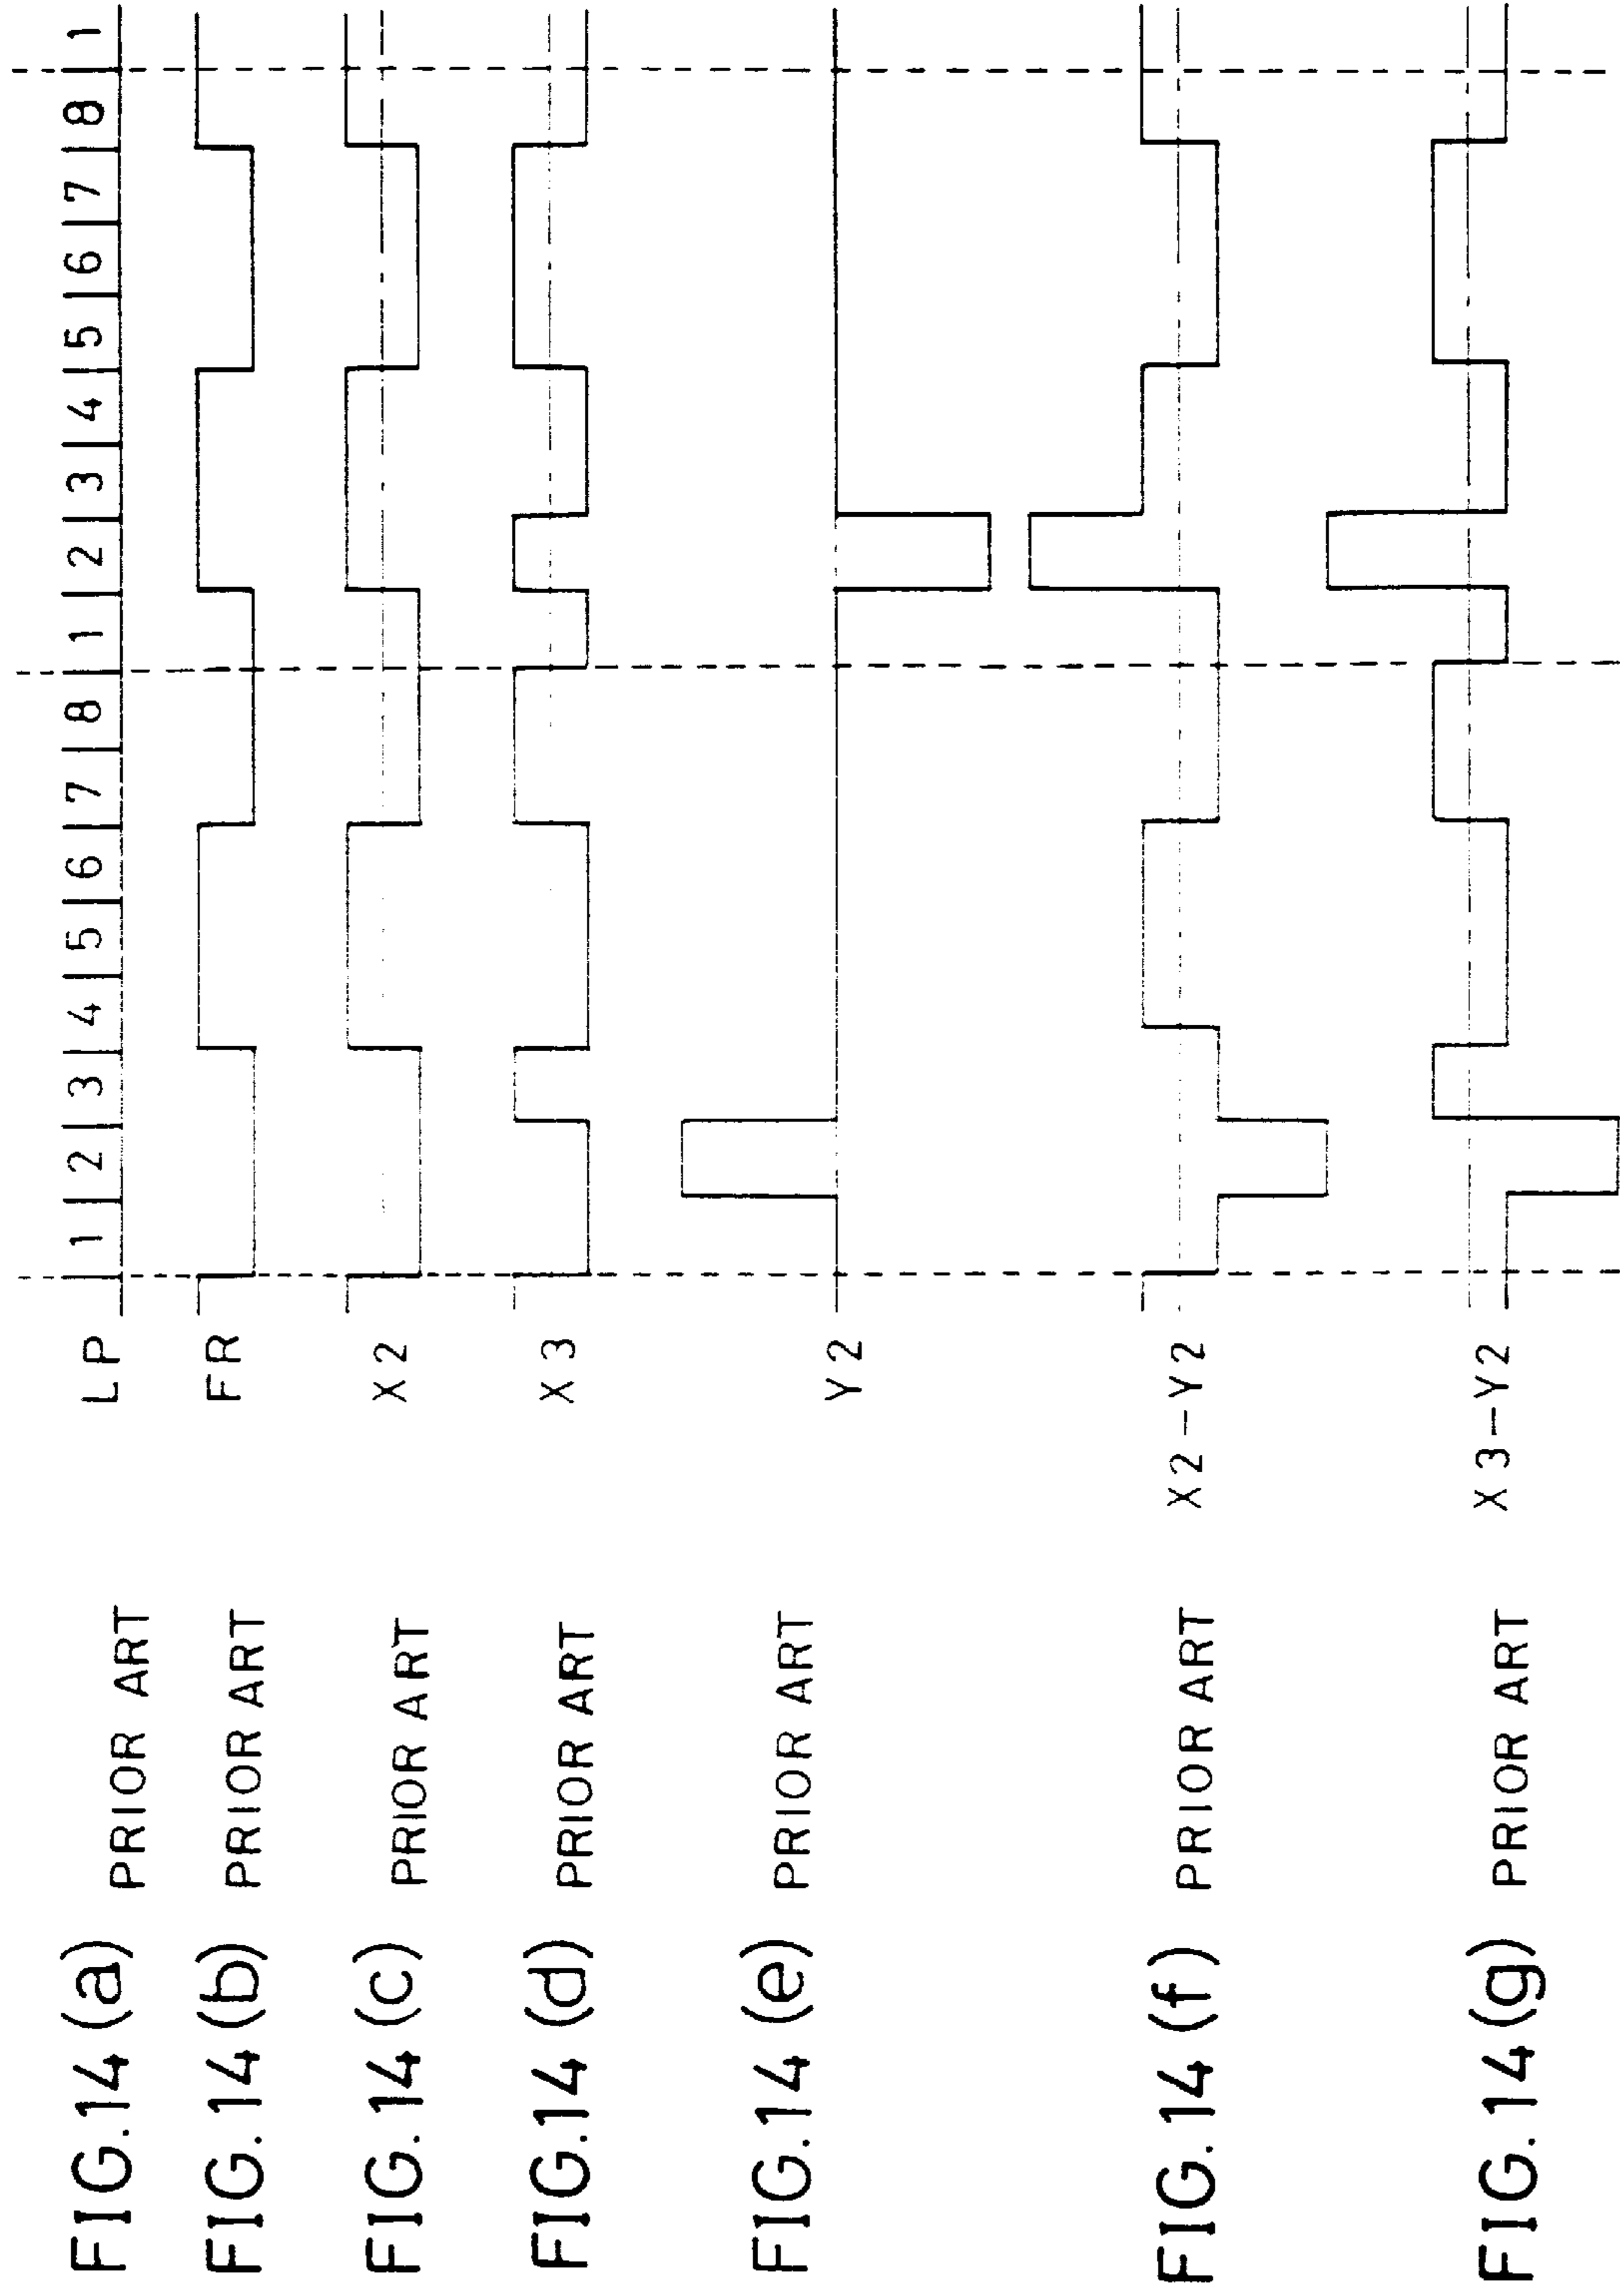 FIG.14 (a) PRIOR ART LP 1 2 3 4 5 6 7 8 1 2 3 4 5 6 7 8 1
FIG.14 (b) PRIOR ART FR
FIG.14 (c) PRIOR ART X2
FIG.14 (d) PRIOR ART X3
FIG.14 (e) PRIOR ART Y2
FIG.14 (f) PRIOR ART X2-Y2
FIG.14 (g) PRIOR ART X3-Y2